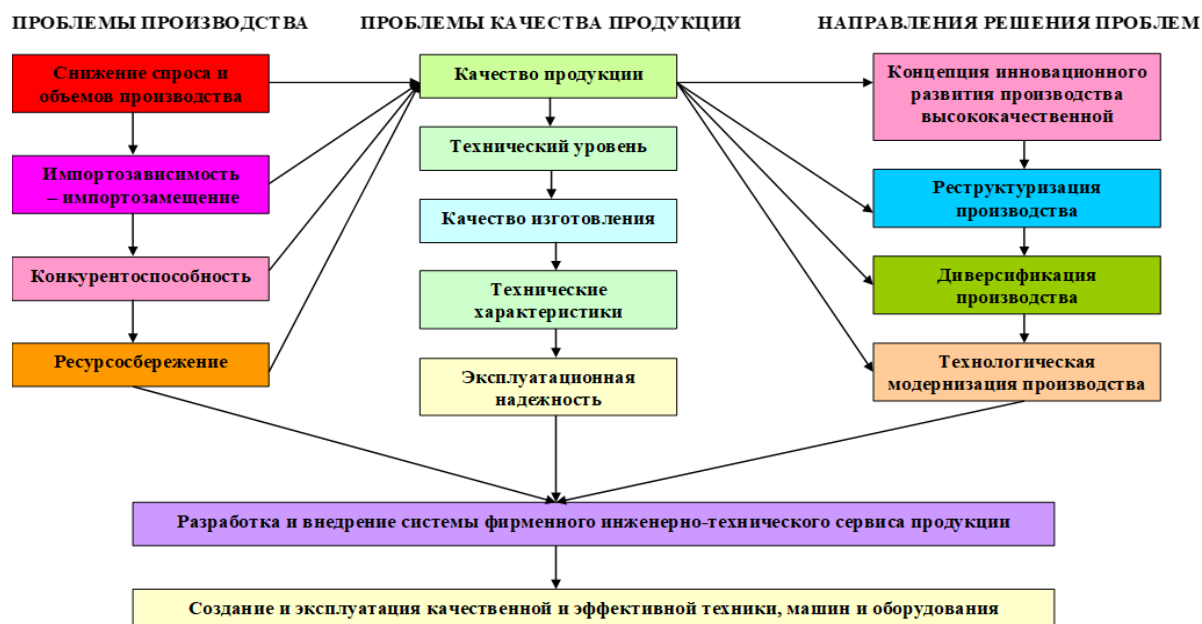 ПРОБЛЕМЫ ПРОИЗВОДСТВА
ПРОБЛЕМЫ КАЧЕСТВА ПРОДУКЦИИ
НАПРАВЛЕНИЯ РЕШЕНИЯ ПРОБЛЕМ
Снижение спроса и
объемов производства
Импортозависимость
– импортозамещение
Конкурентоспособность
Ресурсосбережение
Качество продукции
Технический уровень
Качество изготовления
Технические
характеристики
Эксплуатационная
надежность
Концепция инновационного
развития производства
высококачественной
Реструктуризация
производства
Диверсификация
производства
Технологическая
модернизация производства
Разработка и внедрение системы фирменного инженерно-технического сервиса продукции
Создание и эксплуатация качественной и эффективной техники, машин и оборудования